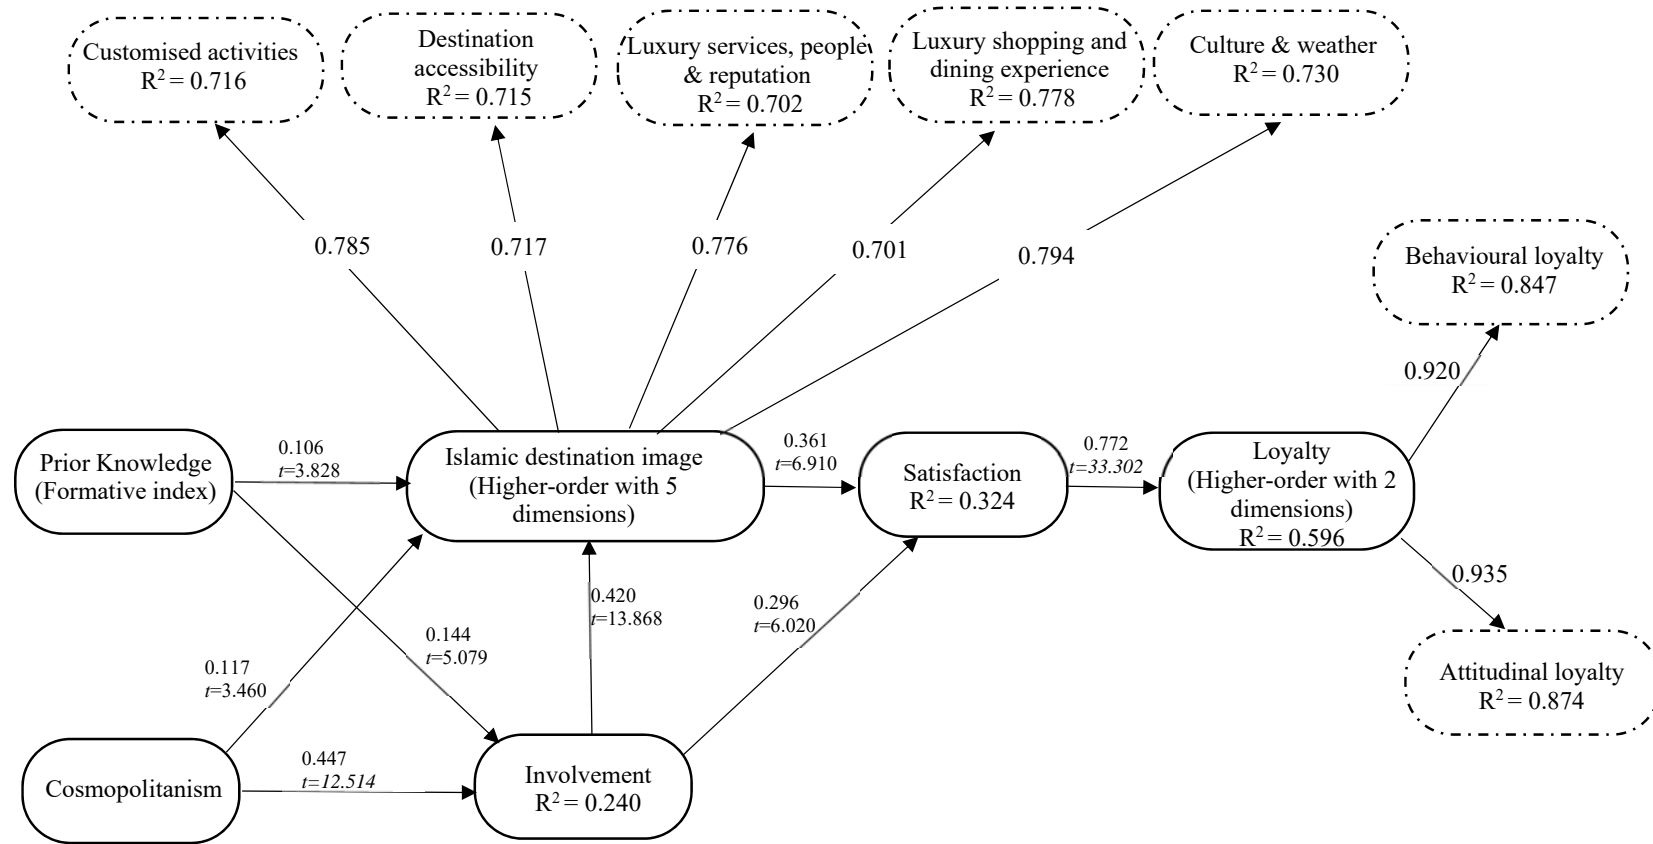 Customised activities
R² = 0.716
Destination
accessibility
R² = 0.715
Luxury services, people
& reputation
R² = 0.702
Luxury shopping and
dining experience
R² = 0.778
Culture & weather
R² = 0.730
0.785
0.717
0.776
0.701
0.794
Behavioural loyalty
R² = 0.847
0.920
Prior Knowledge
(Formative index)
0.106
t=3.828
Islamic destination image
(Higher-order with 5
dimensions)
0.361
t=6.910
Satisfaction
R² = 0.324
0.772
t=33.302
Loyalty
(Higher-order with 2
dimensions)
R² = 0.596
0.935
0.420
t=13.868
0.296
t=6.020
0.144
t=5.079
0.117
t=3.460
Attitudinal loyalty
R² = 0.874
Cosmopolitanism
0.447
t=12.514
Involvement
R² = 0.240